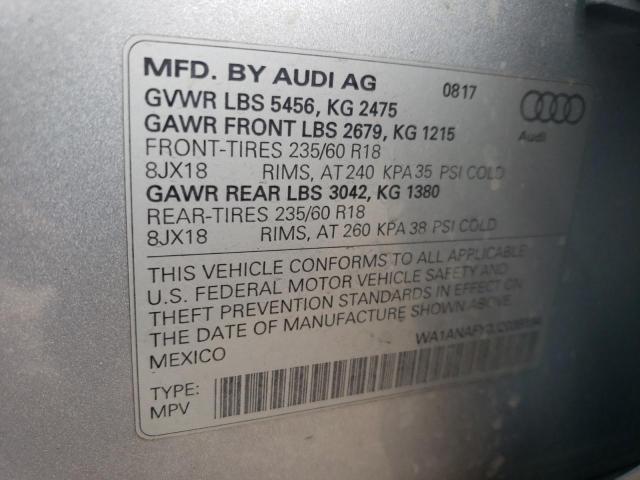 MFD. BY AUDI AG 0817
GVWR LBS 5456, KG 2475
GAWR FRONT LBS 2679, KG 1215
FRONT-TIRES 235/60 R18
8JX18 RIMS, AT 240 KPA 35 PSI COLD
GAWR REAR LBS 3042, KG 1380
REAR-TIRES 235/60 R18
8JX18 RIMS, AT 260 KPA 38 PSI COLD
Audi
THIS VEHICLE CONFORMS TO ALL APPLICABLE
U.S. FEDERAL MOTOR VEHICLE SAFETY AND
THEFT PREVENTION STANDARDS IN EFFECT ON
THE DATE OF MANUFACTURE SHOWN ABOVE.
MEXICO
TYPE:
MPV